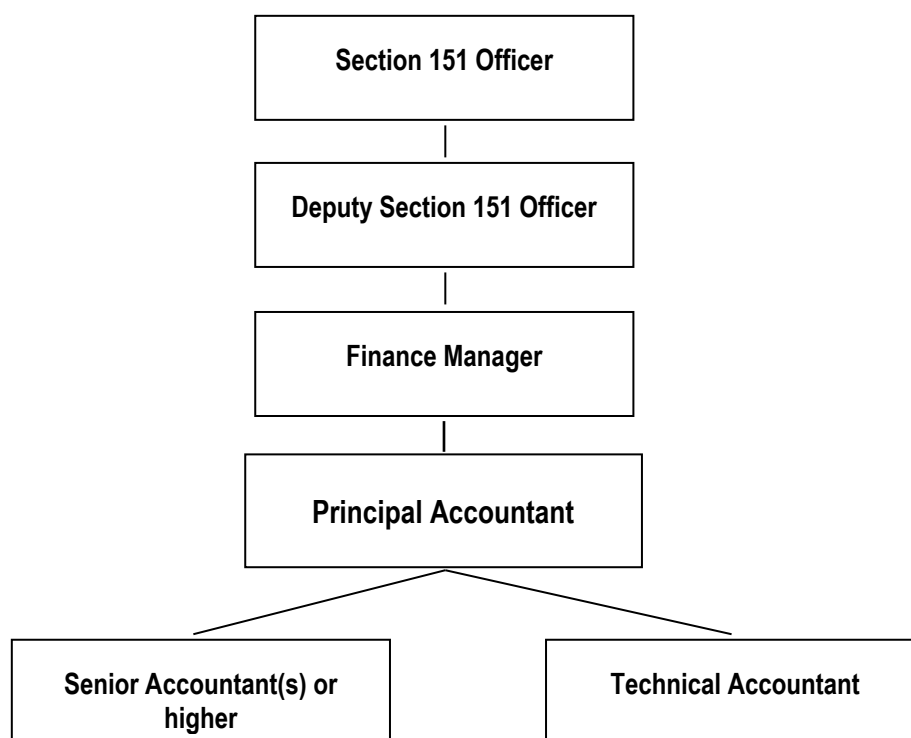 Section 151 Officer
Deputy Section 151 Officer
Finance Manager
Principal Accountant
Senior Accountant(s) or
higher
Technical Accountant